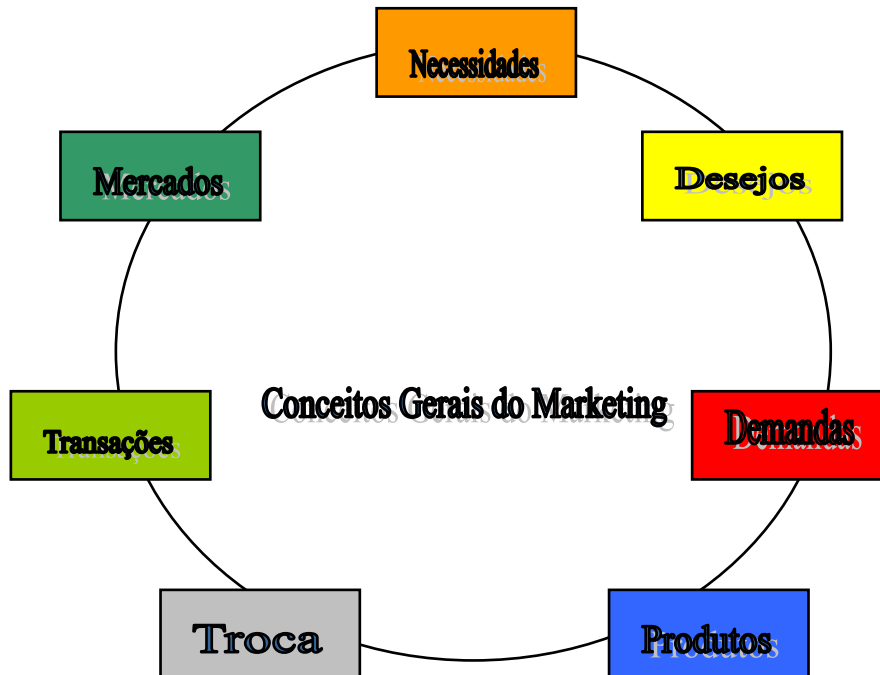 Necessidades
Mercados
Desejos
Conceitos Gerais do Marketing
Demandas
Transações
Troca
Produtos